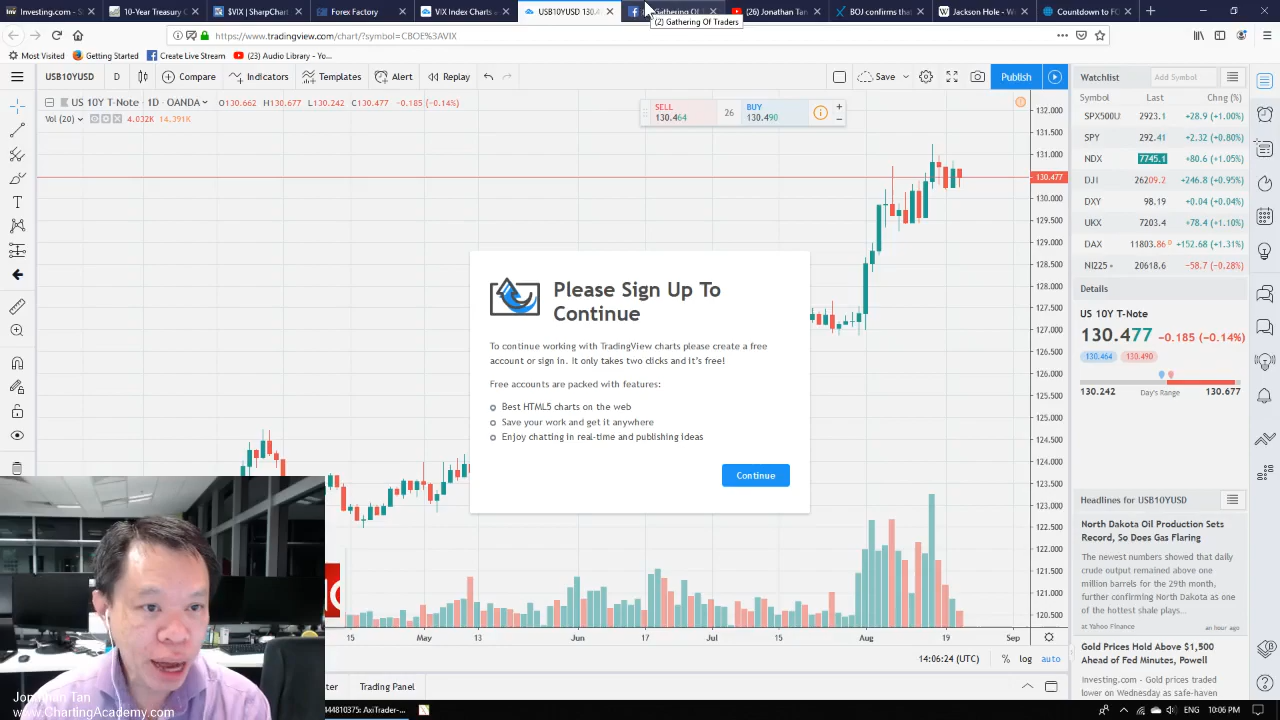 Investing.com
10-Year Treasury C
$VIX | SharpChart
Forex Factory
VIX Index Charts -
USB10YUSD 130.4
(2) Gathering Of
(26) Jonathan Tan
BOJ confirms that
Jackson Hole - W
Countdown to FO
(2) Gathering Of Traders
https://www.tradingview.com/chart/?symbol=CBOE%3AVIX
Most Visited
Getting Started
Create Live Stream
(23) Audio Library - Yo...
USB10YUSD
D
Compare
Indicators
Templates
Alert
Replay
Save
Publish
Watchlist
Add Symbol
US 10Y T-Note • 1D • OANDA
O130.662 H130.677 L130.242 C130.477 -0.185 (-0.14%)
Vol (20)
4.032K 14.391K
SELL
130.464
26
BUY
130.490
Symbol Last Chng (%)
SPX500U 2923.1 +28.9 (+1.00%)
SPY 292.41 +2.32 (+0.80%)
NDX 7745.1 +80.6 (+1.05%)
DJI 26209.2 +246.8 (+0.95%)
DXY 98.19 +0.04 (+0.04%)
UKX 7203.4 +78.4 (+1.10%)
DAX 11803.86 D +152.68 (+1.31%)
NI225 20618.6 -58.7 (-0.28%)
132.000
131.500
131.000
130.477
130.000
129.500
129.000
128.500
128.000
127.500
127.000
126.500
126.000
125.500
125.000
124.500
124.000
123.500
123.000
122.500
122.000
121.500
121.000
120.500
Please Sign Up To
Continue
To continue working with TradingView charts please create a free
account or sign in. It only takes two clicks and it's free!
Free accounts are packed with features:
Best HTML5 charts on the web
Save your work and get it anywhere
Enjoy chatting in real-time and publishing ideas
Continue
Details
US 10Y T-Note
130.477 -0.185 (-0.14%)
130.464 130.490
130.242 Day's Range 130.677
Headlines for USB10YUSD
North Dakota Oil Production Sets
Record, So Does Gas Flaring
The newest numbers showed that daily
crude output remained above one
million barrels for the 29th month,
further confirming North Dakota as one
of the hottest shale plays...
at Yahoo Finance an hour ago
Gold Prices Hold Above $1,500
Ahead of Fed Minutes, Powell
Investing.com - Gold prices traded
lower on Wednesday as safe-haven
15 May 13 Jun 17 Jul 15 Aug 19 Sep
14:06:24 (UTC) % log auto
ter
Trading Panel
Jonathan Tan
www.ChartingAcademy.com
44810375: AxiTrader-...
ENG 10:06 PM